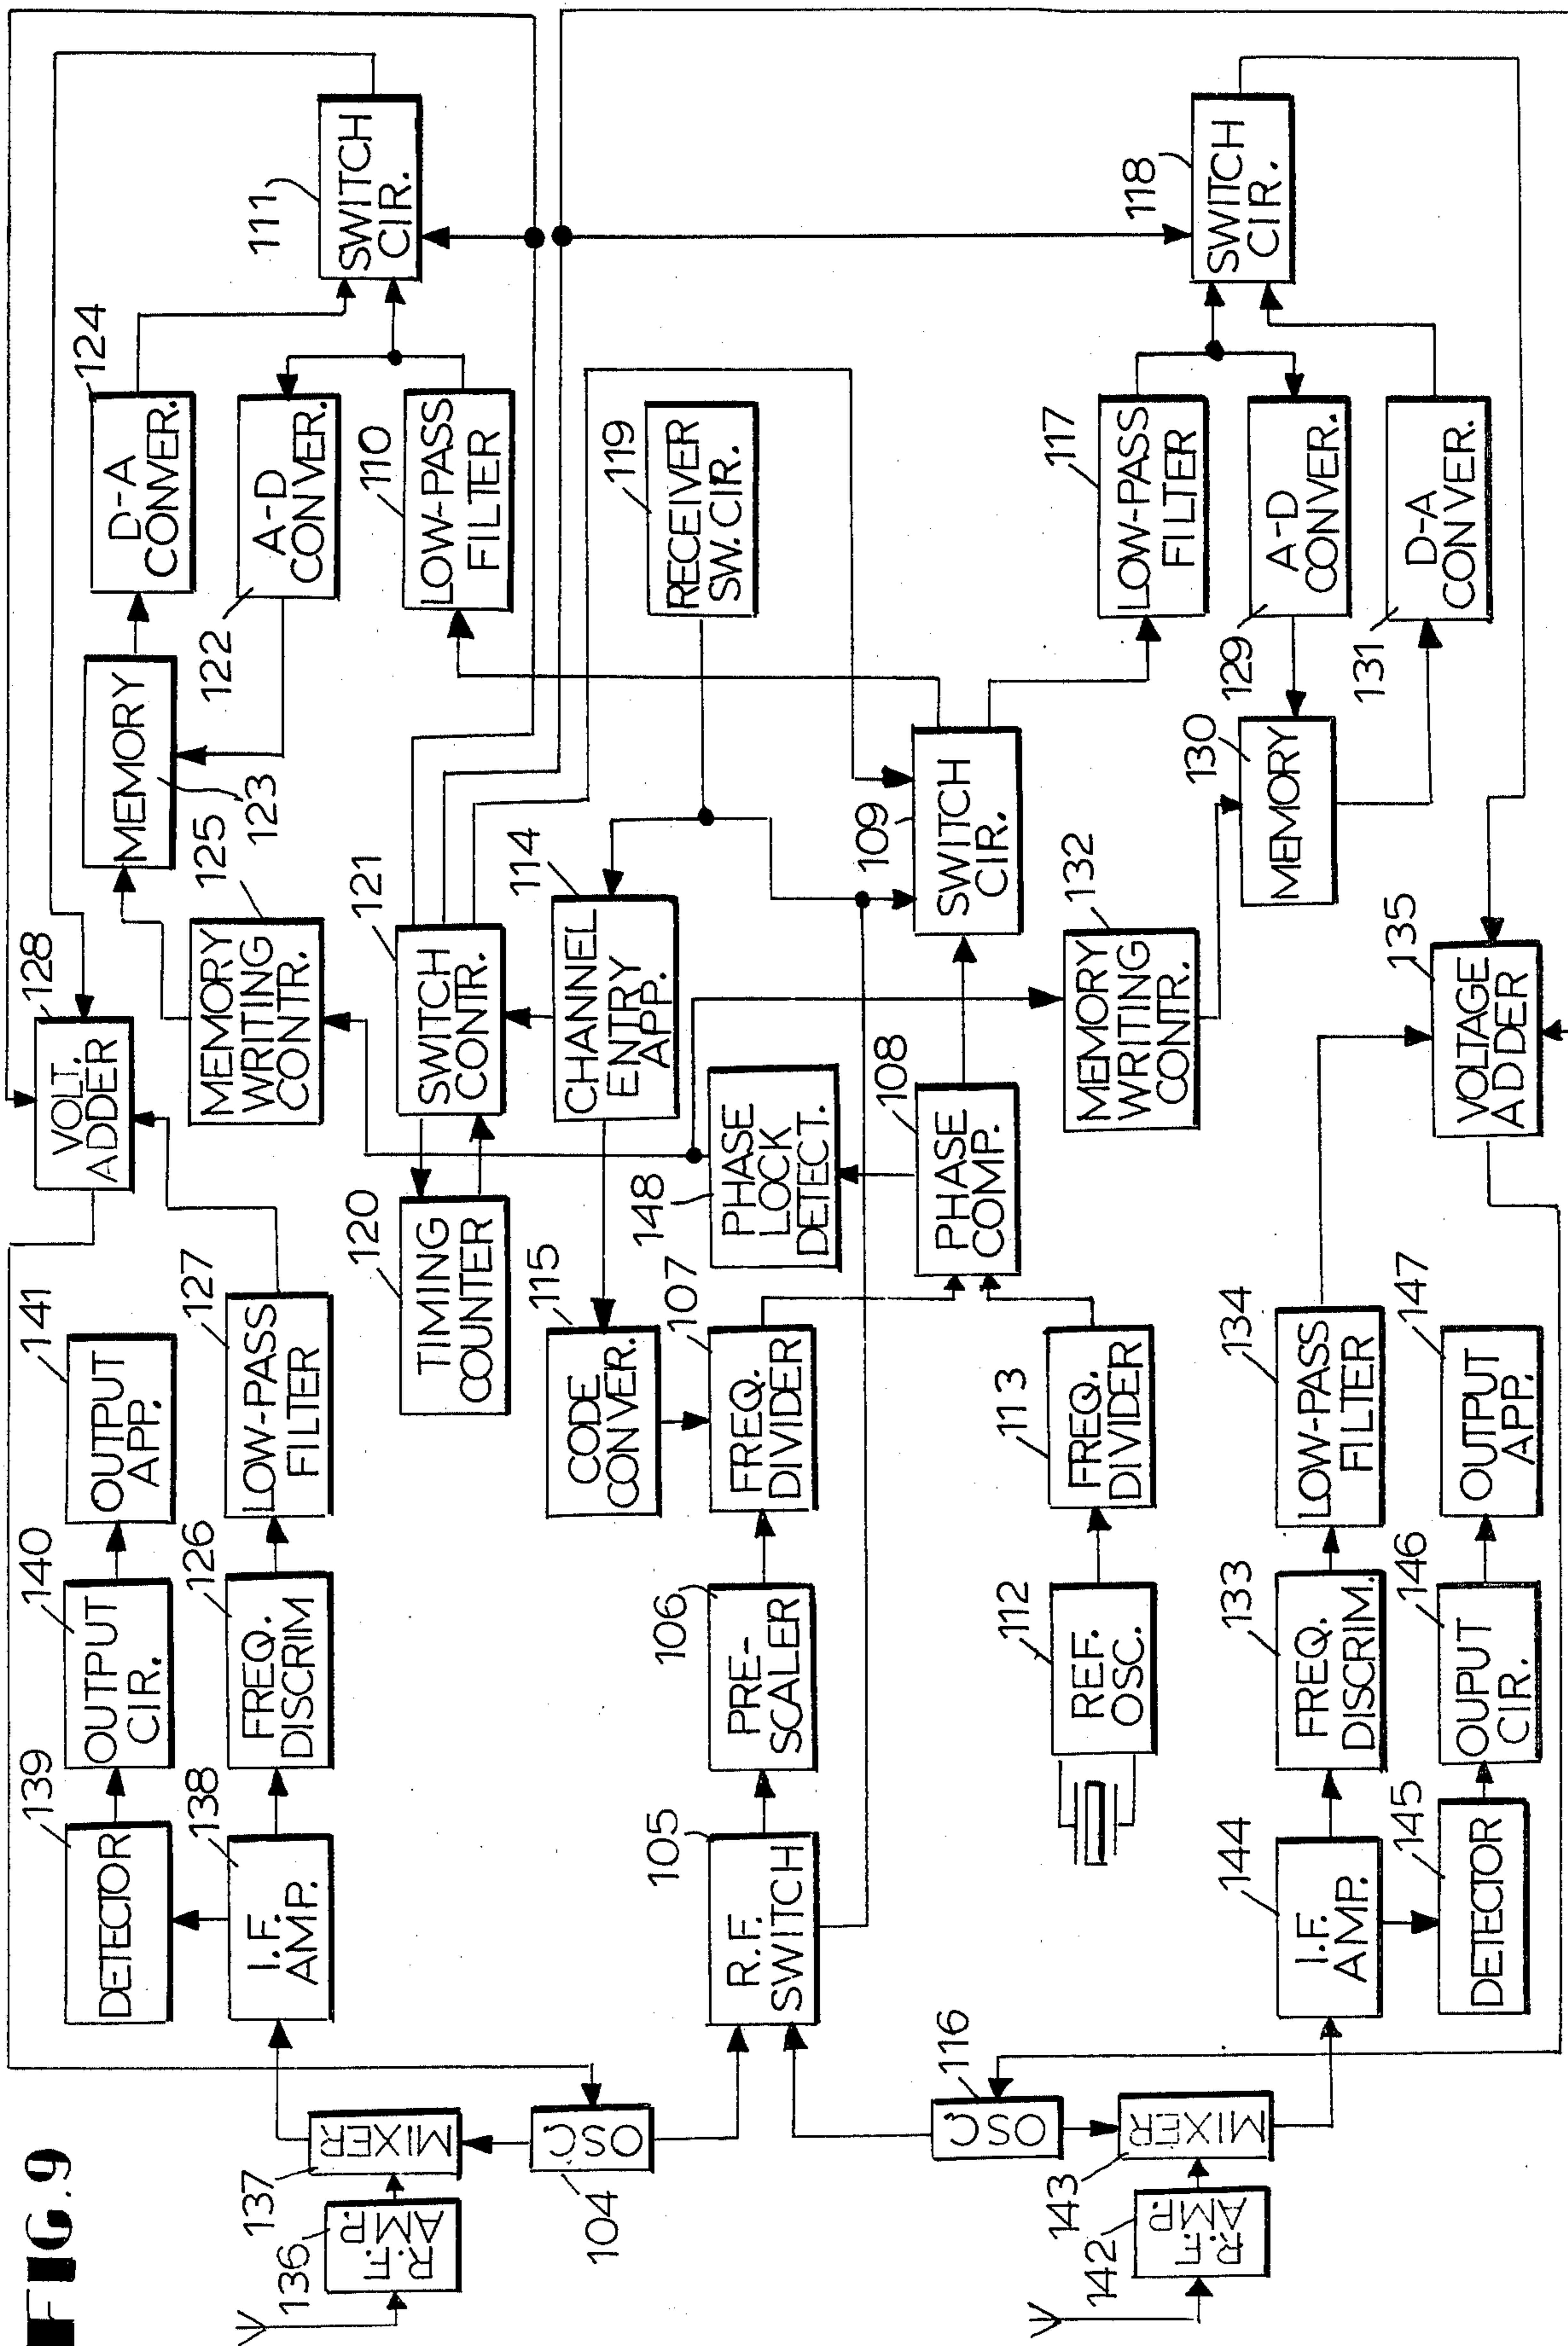 FIG.9
136
R.F.
AMP.
137
MIXER
104
OSC
142
R.F.
AMP.
143
MIXER
116
OSC
139
DETECTOR
138
I.F.
AMP.
140
OUTPUT
CIR.
126
FREQ.
DISCRIM
141
OUTPUT
APP.
127
LOW-PASS
FILTER
128
VOLT.
ADDER
105
R.F.
SWITCH
106
PRE-
SCALER
107
FREQ.
DIVIDER
115
CODE
CONVER.
112
REF.
OSC.
113
FREQ.
DIVIDER
144
I.F.
AMP.
145
DETECTOR
133
FREQ.
DISCRIM.
146
OUPUT
CIR.
134
LOW-PASS
FILTER
147
OUTPUT
APP.
135
VOLTAGE
ADDER
120
TIMING
COUNTER
121
SWITCH
CONTR.
125
MEMORY
WRITING
CONTR.
114
CHANNEL
ENTRY
APP.
148
PHASE
LOCK
DETECT.
108
PHASE
COMP.
132
MEMORY
WRITING
CONTR.
109
SWITCH
CIR.
123
MEMORY
130
MEMORY
124
D-A
CONVER.
122
A-D
CONVER.
110
LOW-PASS
FILTER
119
RECEIVER
SW. CIR.
117
LOW-PASS
FILTER
129
A-D
CONVER.
131
D-A
CONVER.
111
SWITCH
CIR.
118
SWITCH
CIR.